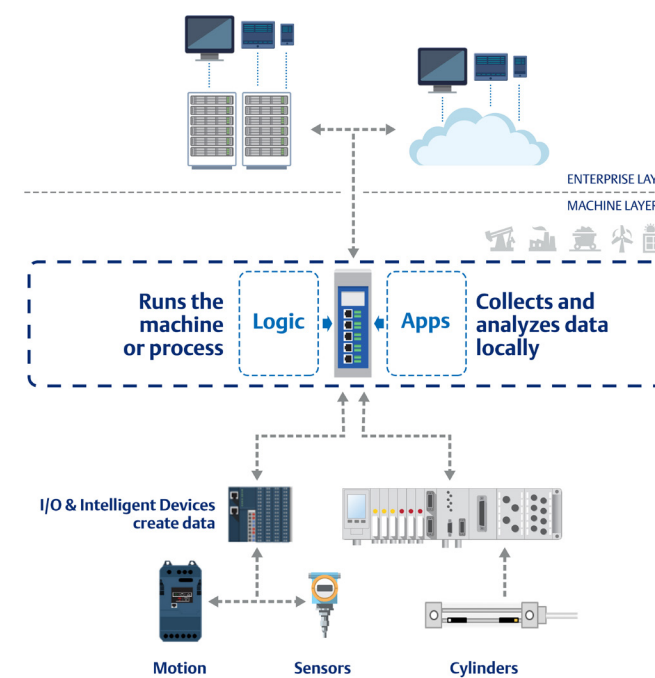 ENTERPRISE LAY
MACHINE LAYER
Runs the
machine
or process
Logic
Apps
Collects and
analyzes data
locally
I/O & Intelligent Devices
create data
Motion
Sensors
Cylinders